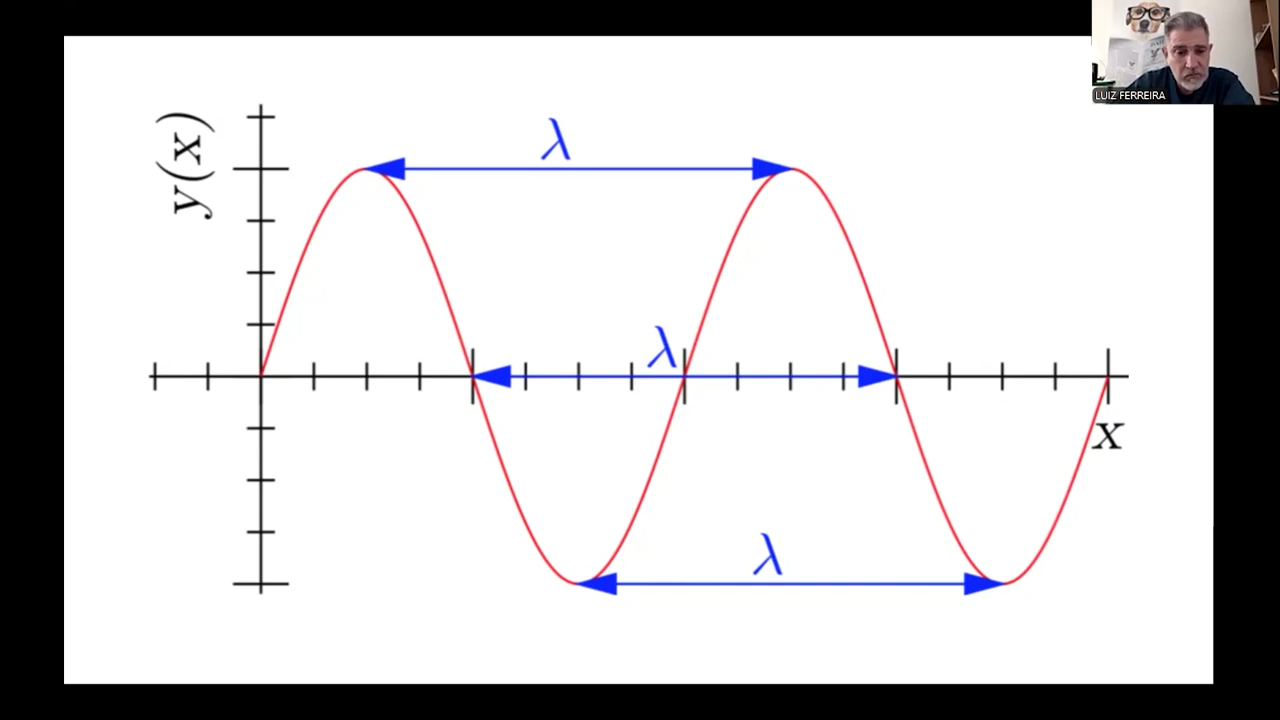 LUIZ FERREIRA
y(x)
λ
λ
x
λ